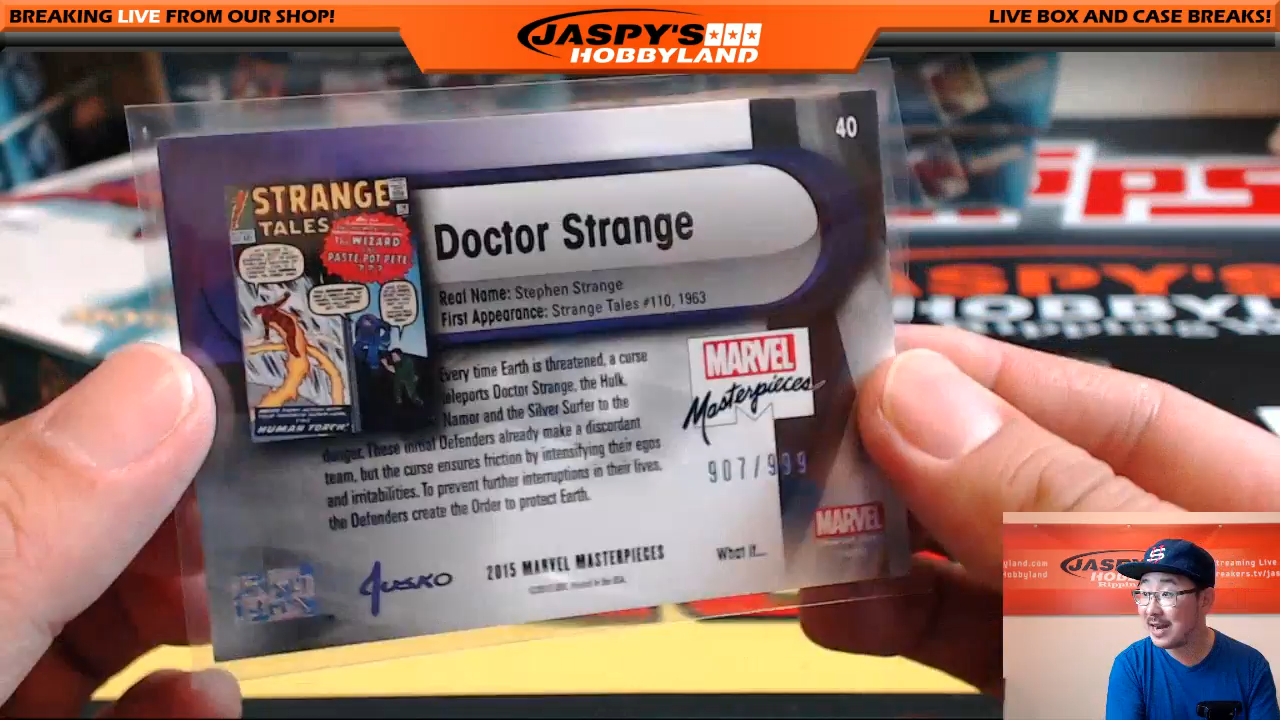 BREAKING LIVE FROM OUR SHOP!
JASPY'S
HOBBYLAND
LIVE BOX AND CASE BREAKS!
40
STRANGE
TALES
THE WIZARD
PASTE-POT PETE
HUMAN TORCH!
Doctor Strange
Real Name: Stephen Strange
First Appearance: Strange Tales #110, 1963
Every time Earth is threatened, a curse
teleports Doctor Strange, the Hulk,
Namor and the Silver Surfer to the
danger. These initial Defenders already make a discordant
team, but the curse ensures friction by intensifying their egos
and irritabilities. To prevent further interruptions in their lives,
the Defenders create the Order to protect Earth.
MARVEL
Masterpieces
907/999
MARVEL
Jusko
2015 MARVEL MASTERPIECES
What if...
HOBBYLAND
JASPY'S